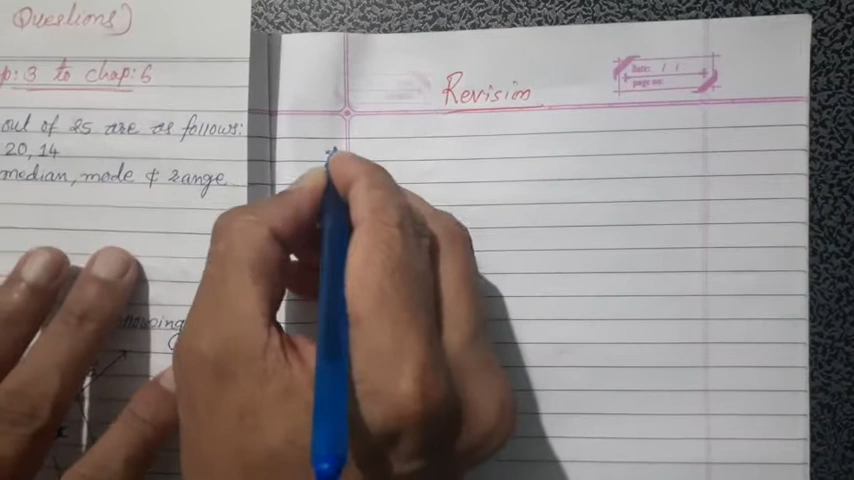 Questions)
p: 3 to chap: 6
out of 25 are as follows:
20, 14
median, mode & range
lowing
Revision
Date: / /
page no: